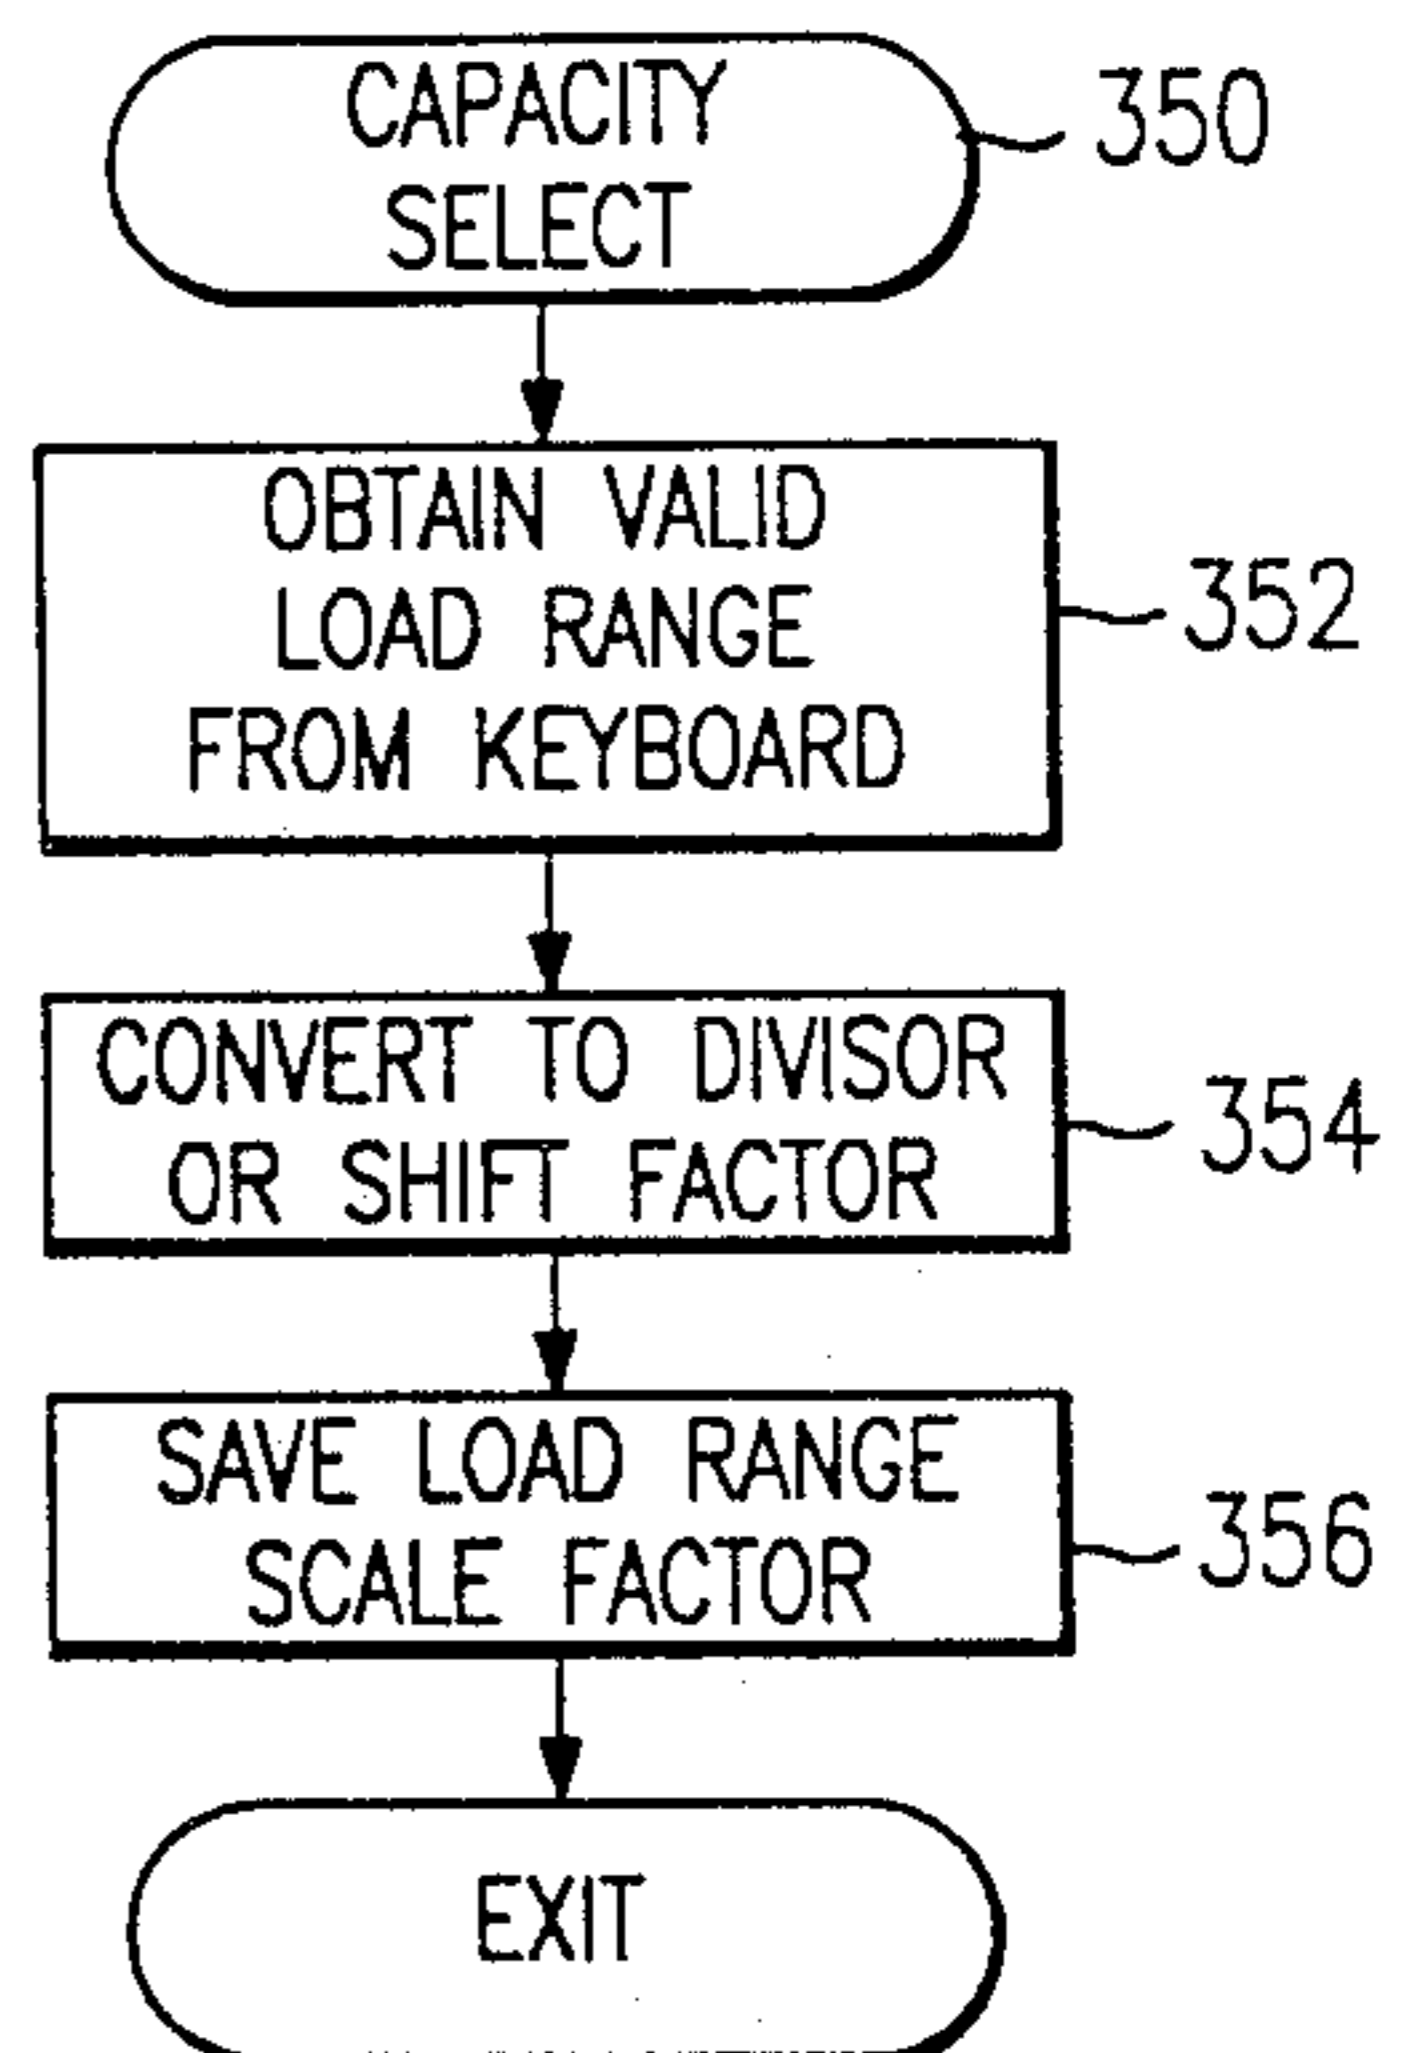 CAPACITY
SELECT
350
OBTAIN VALID
LOAD RANGE
FROM KEYBOARD
352
CONVERT TO DIVISOR
OR SHIFT FACTOR
354
SAVE LOAD RANGE
SCALE FACTOR
356
EXIT